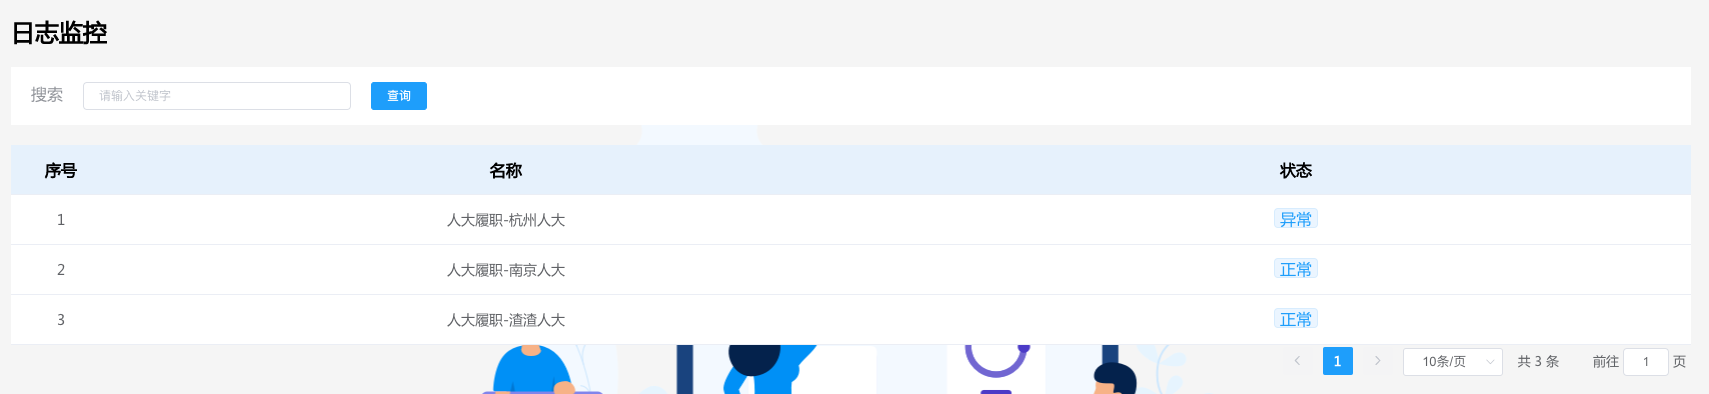 日志监控
搜索 请输入关键字 查询
序号 名称 状态
1 人大履职-杭州人大 异常
2 人大履职-南京人大 正常
3 人大履职-渣渣人大 正常
1 10条/页 共 3 条 前往 1 页